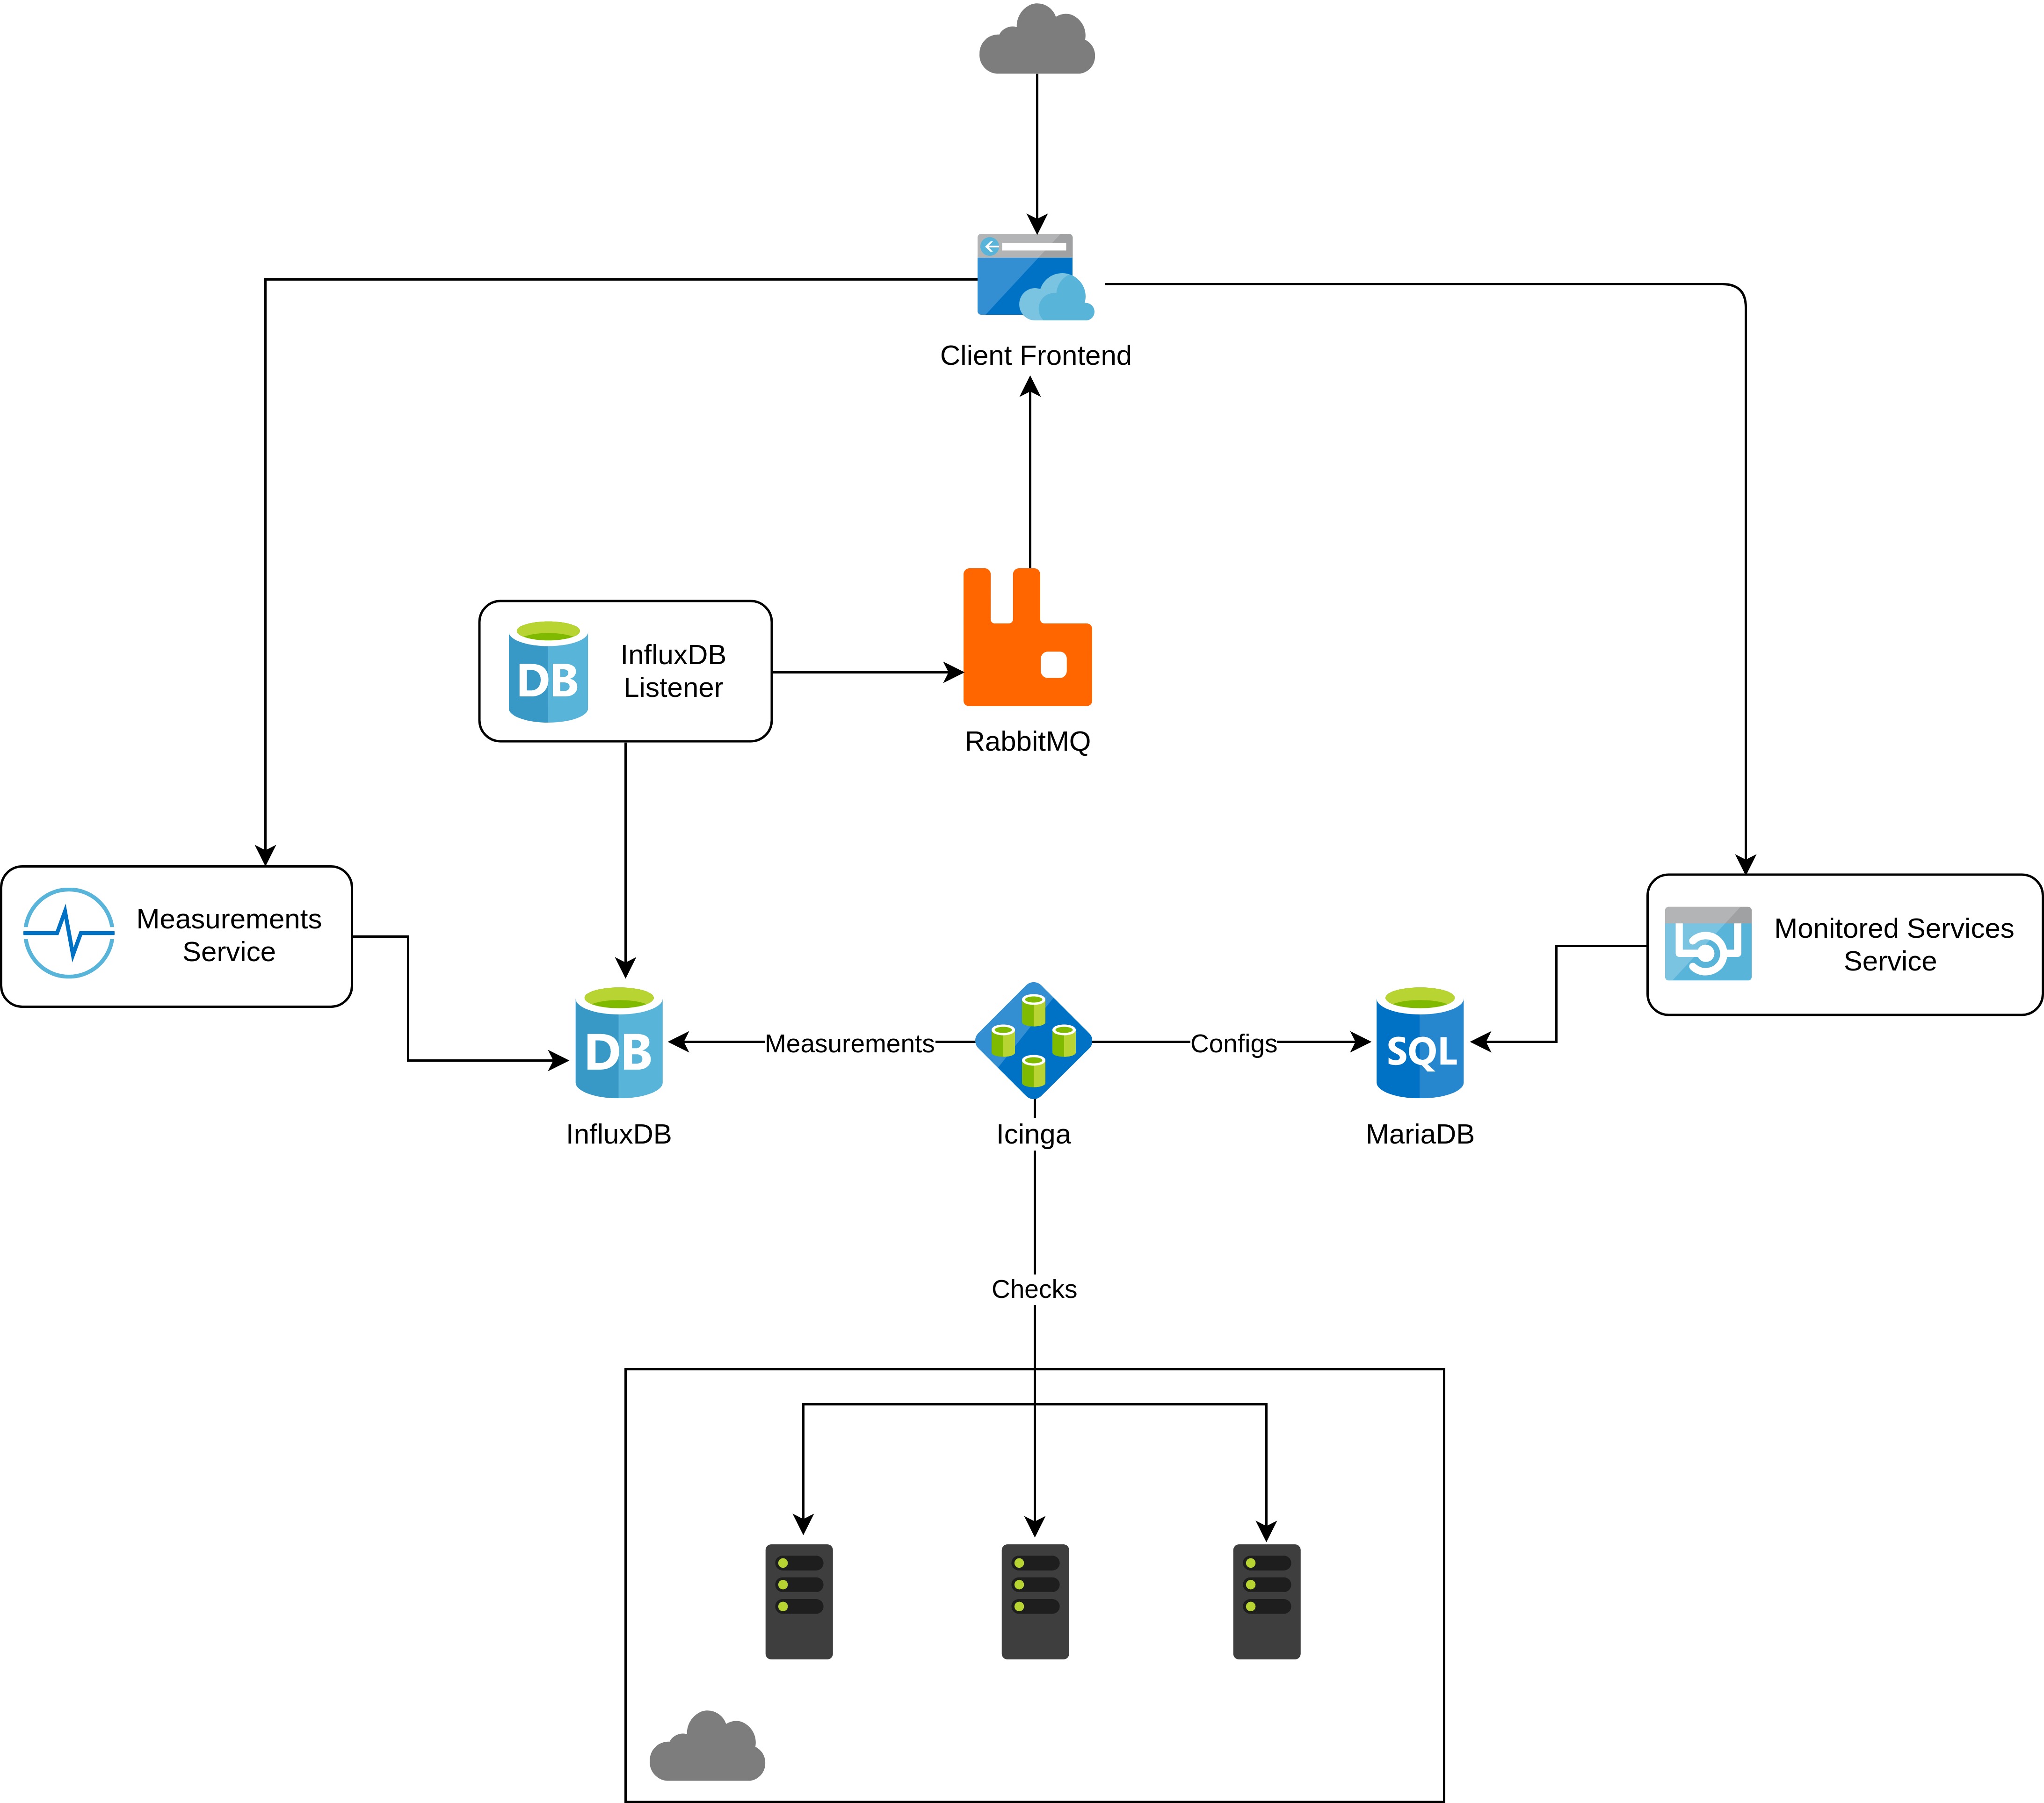 Client Frontend
InfluxDB
Listener
DB
RabbitMQ
Measurements
Service
Monitored Services
Service
DB
Measurements
Configs
SQL
InfluxDB
Icinga
MariaDB
Checks